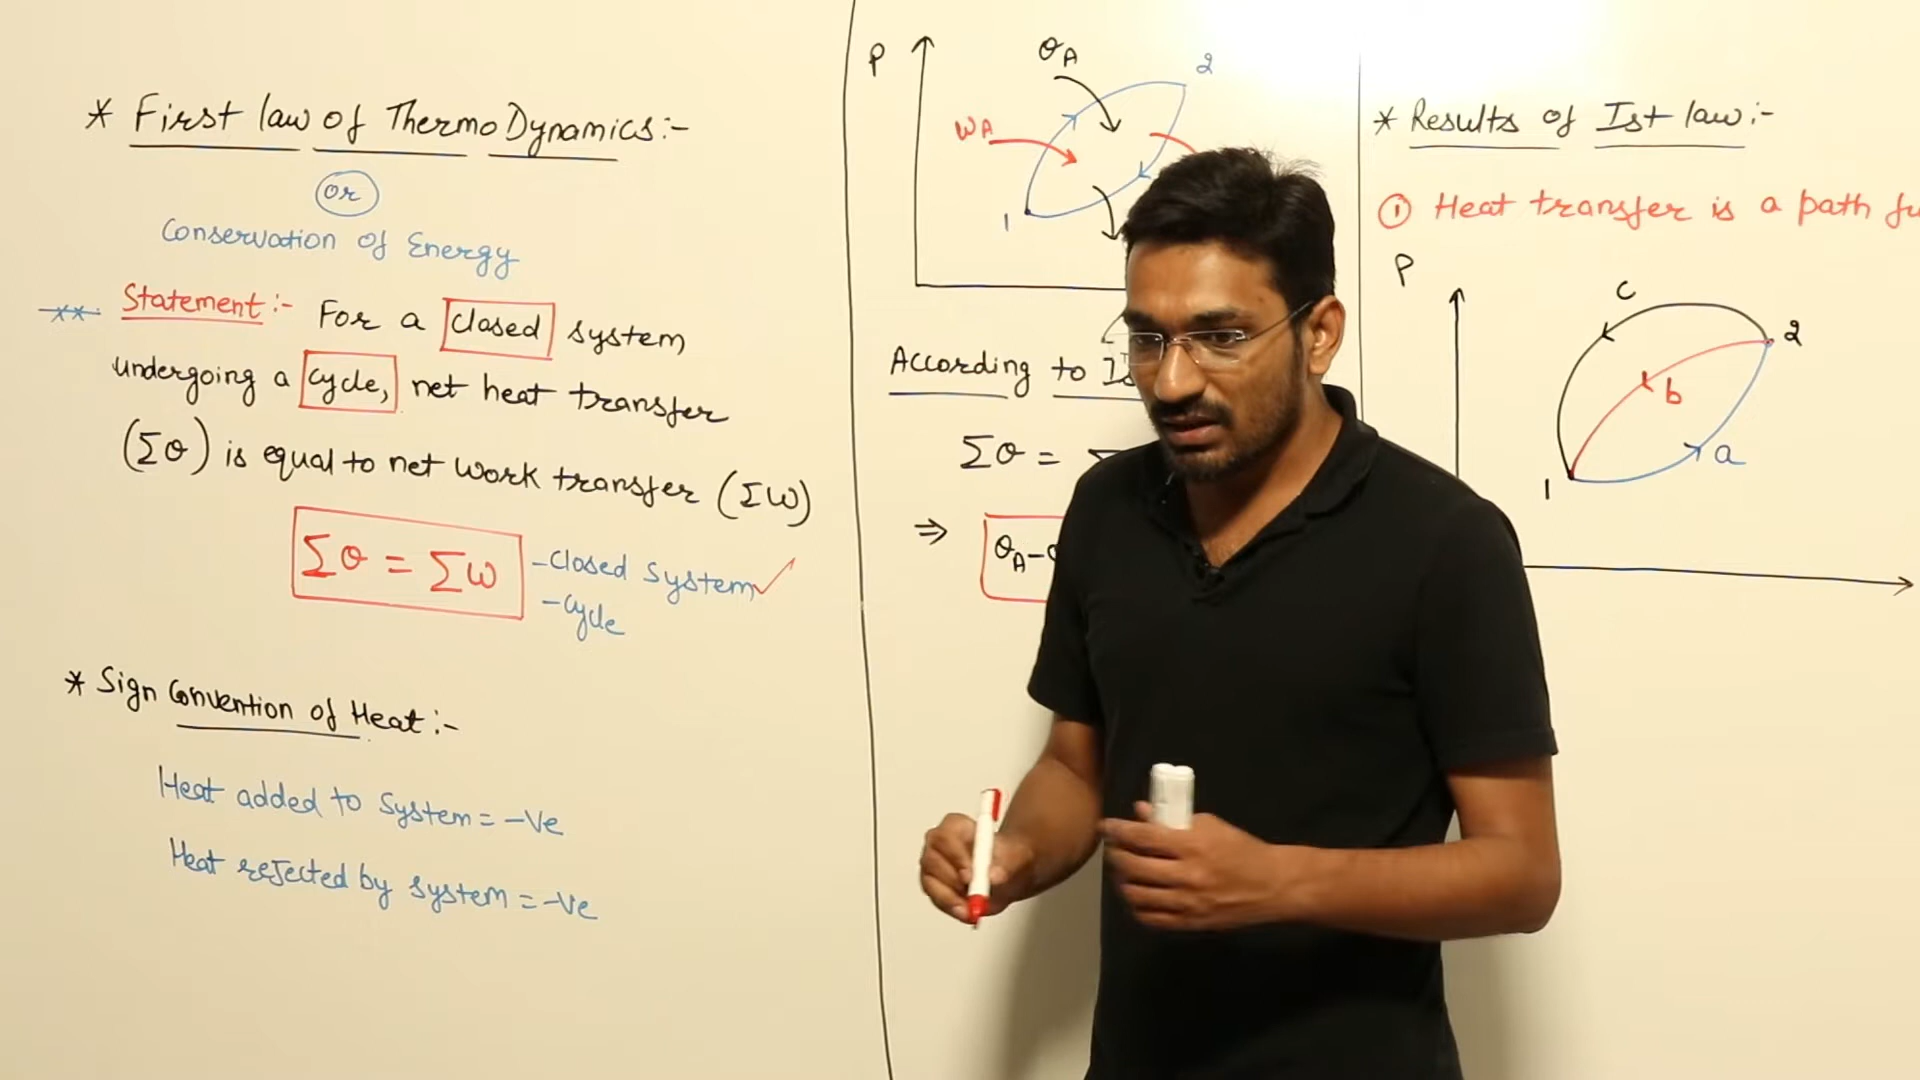 * First law of ThermoDynamics:-
or
Conservation of Energy
** Statement:- For a closed system
undergoing a cycle, net heat transfer
(ΣQ) is equal to net work transfer (ΣW)
ΣQ = ΣW
-Closed System✓
-Cycle
* Sign Convention of Heat:-
Heat added to System = -Ve
Heat rejected by system = -Ve
P
QA
WA
1
2
According to Ist
ΣQ =
⇒ QA-
* Results of Ist law:-
① Heat transfer is a path fu
P
c
2
b
a
1